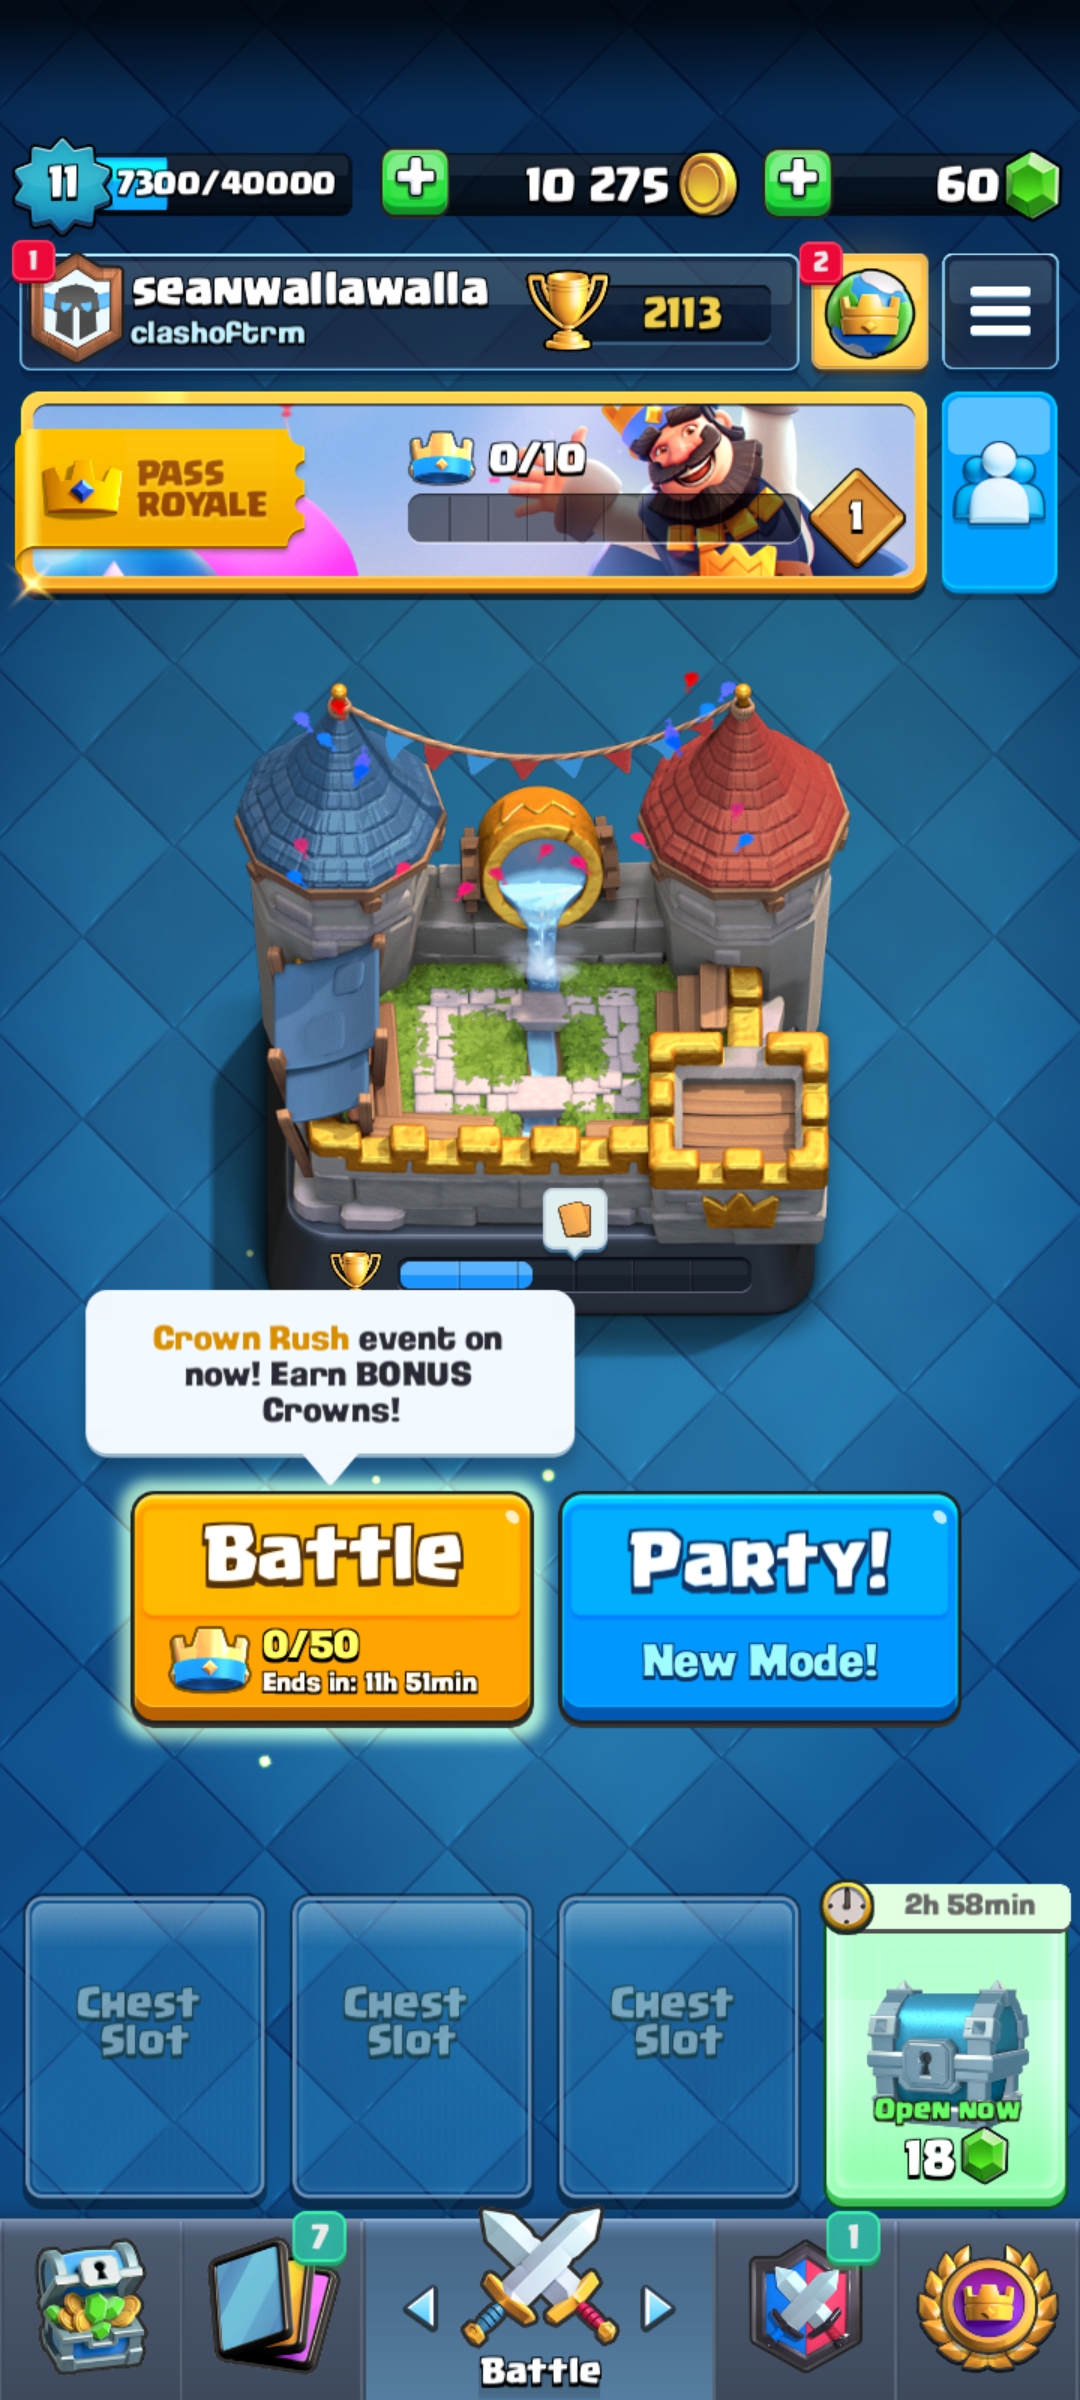 11
7300/40000
10 275
60
1
seanwallawalla
clashoftrm
2113
2
PASS
ROYALE
0/10
1
Crown Rush event on
now! Earn BONUS
Crowns!
Battle
0/50
Ends in: 11h 51min
Party!
New Mode!
Chest
Slot
Chest
Slot
Chest
Slot
2h 58min
Open now
18
7
1
Battle